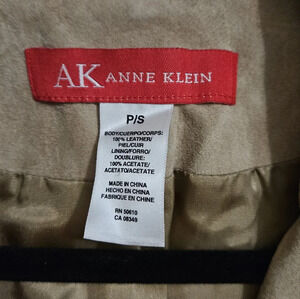 AK ANNE KLEIN
P/S
BODY/CUERPO/CORPS:
100% LEATHER/
PIEL/CUIR
LINING/FORRO/
DOUBLURE:
100% ACETATE/
ACETATO/ACETATE
MADE IN CHINA
HECHO EN CHINA
FABRIQUE EN CHINE
RN 50610
CA 08349